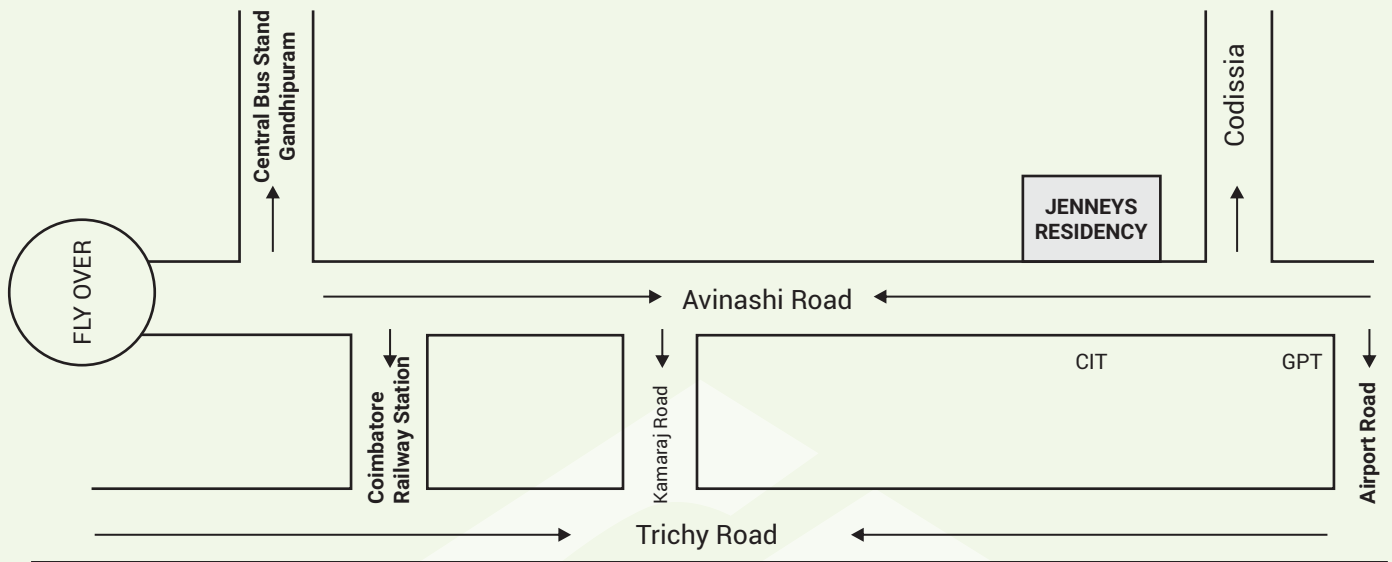 Central Bus Stand
Gandhipuram
Codissia
JENNEYS
RESIDENCY
FLY OVER
Avinashi Road
CIT
GPT
Coimbatore
Railway Station
Kamaraj Road
Airport Road
Trichy Road